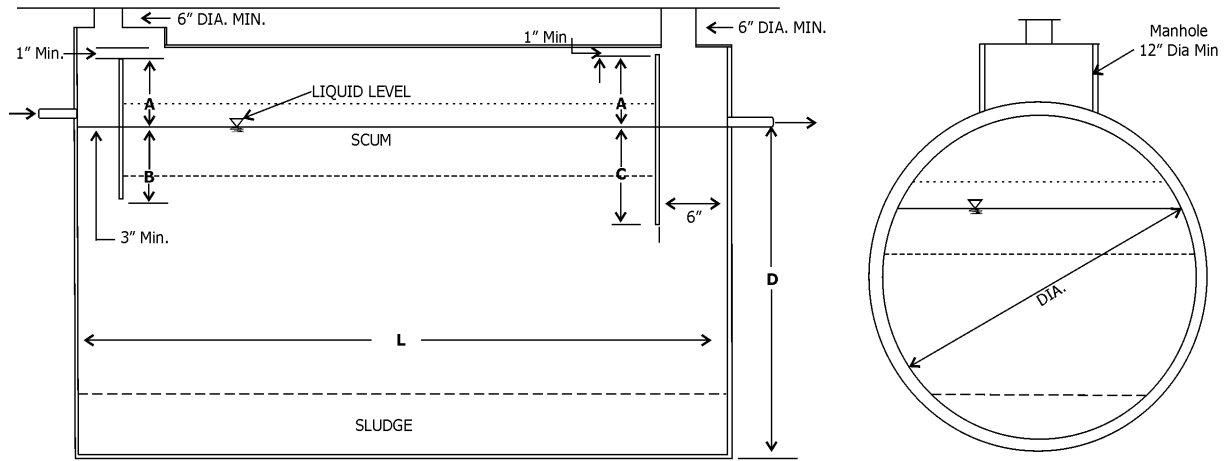 6” DIA. MIN.
6” DIA. MIN.
1” Min.
1” Min
Manhole
12” Dia Min
LIQUID LEVEL
A
A
SCUM
B
C
6”
3” Min.
D
DIA.
L
SLUDGE